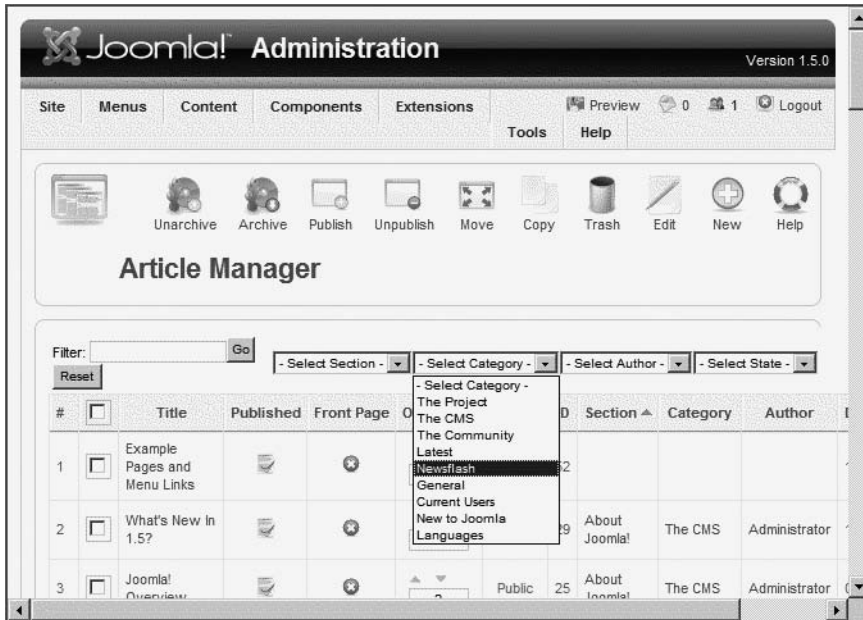 Joomla! Administration
Version 1.5.0
Site Menus Content Components Extensions Preview 0 1 Logout
Tools Help
Unarchive Archive Publish Unpublish Move Copy Trash Edit New Help
Article Manager
Filter: Go - Select Section - - Select Category - - Select Author - - Select State -
Reset
- Select Category -
The Project
The CMS
The Community
Latest
Newsflash
General
Current Users
New to Joomla
Languages
# Title Published Front Page Section Category Author
Example
1 Pages and
Menu Links
What's New In About
2 1.5? Joomla! The CMS Administrator
3 Joomla! Public 25 About The CMS Administrator
Overview Joomla!